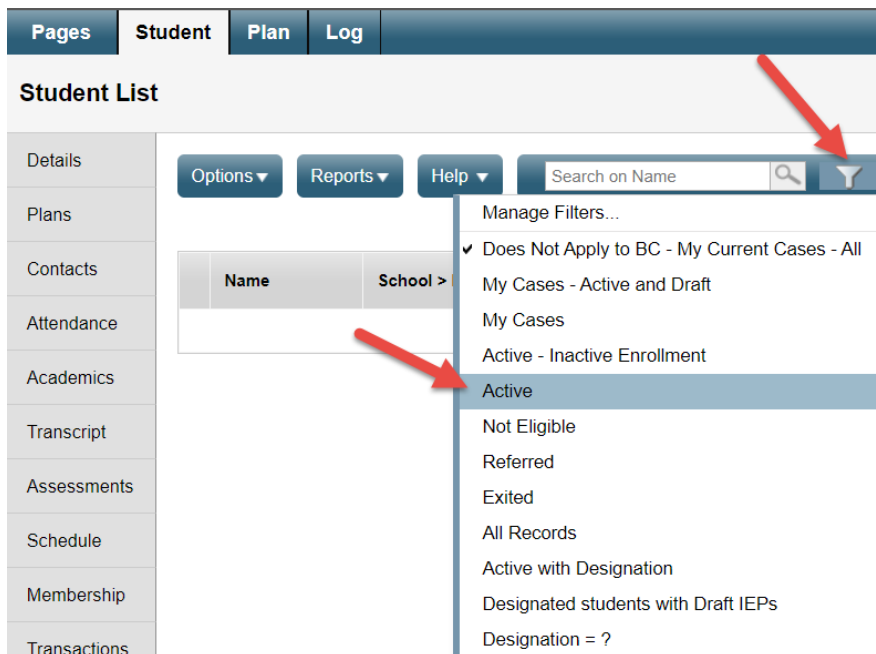 Pages Student Plan Log
Student List
Details
Plans
Contacts
Attendance
Academics
Transcript
Assessments
Schedule
Membership
Transactions
Options Reports Help Search on Name
Name School >
Manage Filters...
✔ Does Not Apply to BC - My Current Cases - All
My Cases - Active and Draft
My Cases
Active - Inactive Enrollment
Active
Not Eligible
Referred
Exited
All Records
Active with Designation
Designated students with Draft IEPs
Designation = ?